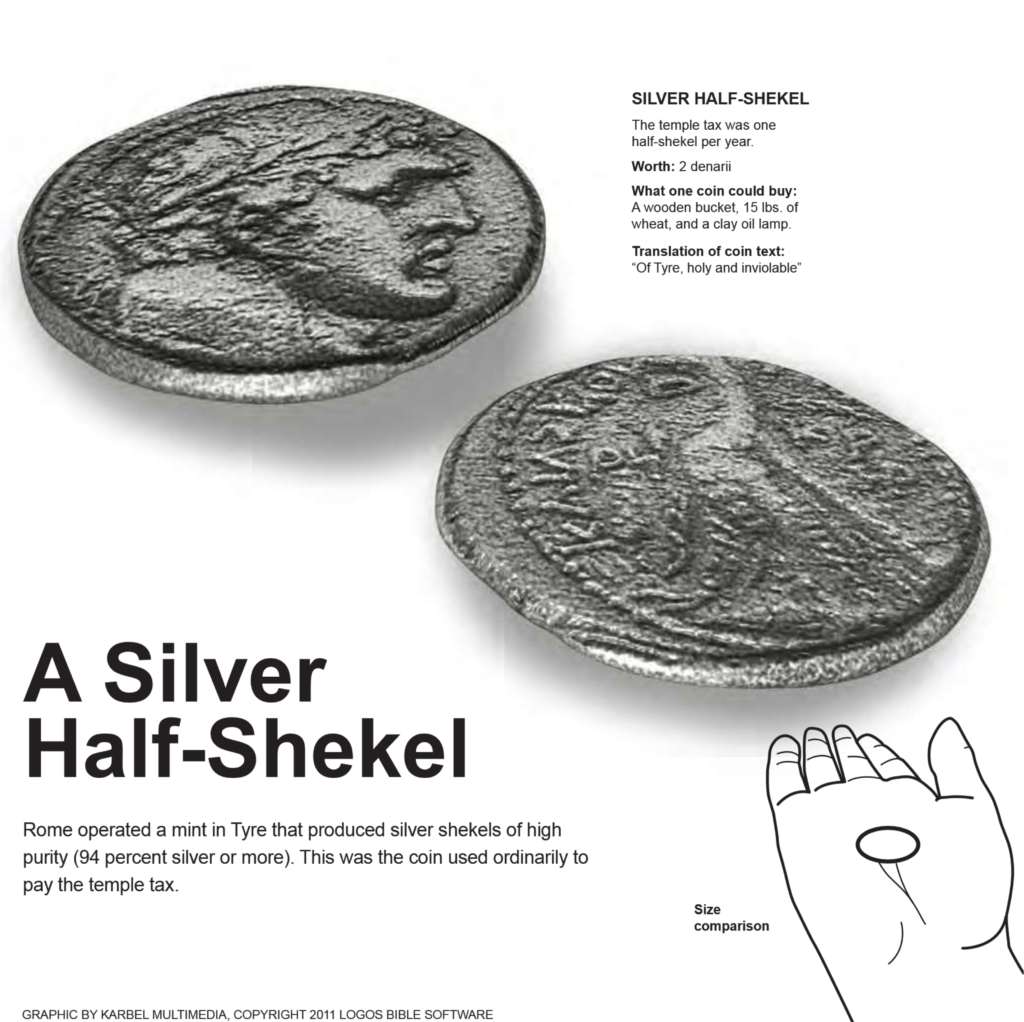 SILVER HALF-SHEKEL
The temple tax was one
half-shekel per year.
Worth: 2 denarii
What one coin could buy:
A wooden bucket, 15 lbs. of
wheat, and a clay oil lamp.
Translation of coin text:
“Of Tyre, holy and inviolable”
A Silver
Half-Shekel
Rome operated a mint in Tyre that produced silver shekels of high
purity (94 percent silver or more). This was the coin used ordinarily to
pay the temple tax.
Size
comparison
GRAPHIC BY KARBEL MULTIMEDIA, COPYRIGHT 2011 LOGOS BIBLE SOFTWARE